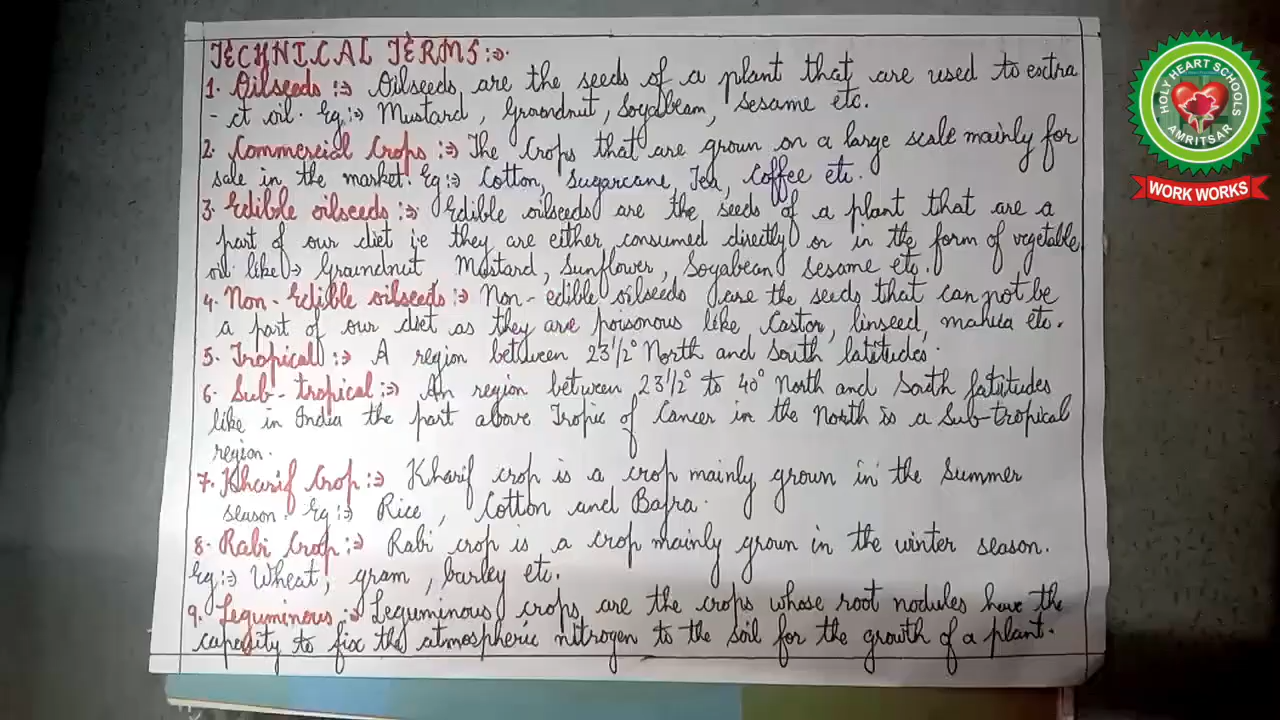 TECHNICAL TERMS:⇒
1. Oilseeds :⇒ Oilseeds are the seeds of a plant that are used to extra
- ct oil. Eg:⇒ Mustard, Groundnut, Soyabeam, Sesame etc.
2. Commercial Crops :⇒ The Crops that are grown on a large scale mainly for
sale in the market. Eg:⇒ Cotton, Sugarcane, Tea, Coffee etc.
3. Edible oilseeds :⇒ Edible oilseeds are the seeds of a plant that are a
part of our diet i.e they are either consumed directly or in the form of vegetable
oil like⇒ Groundnut Mustard, Sunflower, Soyabean Sesame etc.
4. Non-Edible oilseeds :⇒ Non-edible oilseeds are the seeds that can not be
a part of our diet as they are poisonous like Castor, linseed, mahua etc.
5. Tropical :⇒ A region between 23½° North and South latitudes.
6. Sub-tropical :⇒ An region between 23½° to 40° North and South latitudes
like in India the part above Tropic of Cancer in the North is a Sub-tropical
region.
7. Kharif Crop :⇒ Kharif crop is a crop mainly grown in the Summer
season. Eg:⇒ Rice, Cotton and Bajra.
8. Rabi Crop :⇒ Rabi crop is a crop mainly grown in the winter season.
Eg:⇒ Wheat, gram, barley etc.
9. Leguminous :⇒ Leguminous crops are the crops whose root nodules have the
capacity to fix the atmospheric nitrogen to the soil for the growth of a plant.
HOLY HEART SCHOOLS
AMRITSAR
WORK WORKS